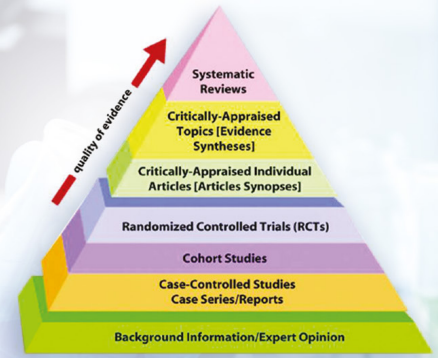 quality of evidence
Systematic
Reviews
Critically-Appraised
Topics [Evidence
Syntheses]
Critically-Appraised Individual
Articles [Articles Synopses]
Randomized Controlled Trials (RCTs)
Cohort Studies
Case-Controlled Studies
Case Series/Reports
Background Information/Expert Opinion